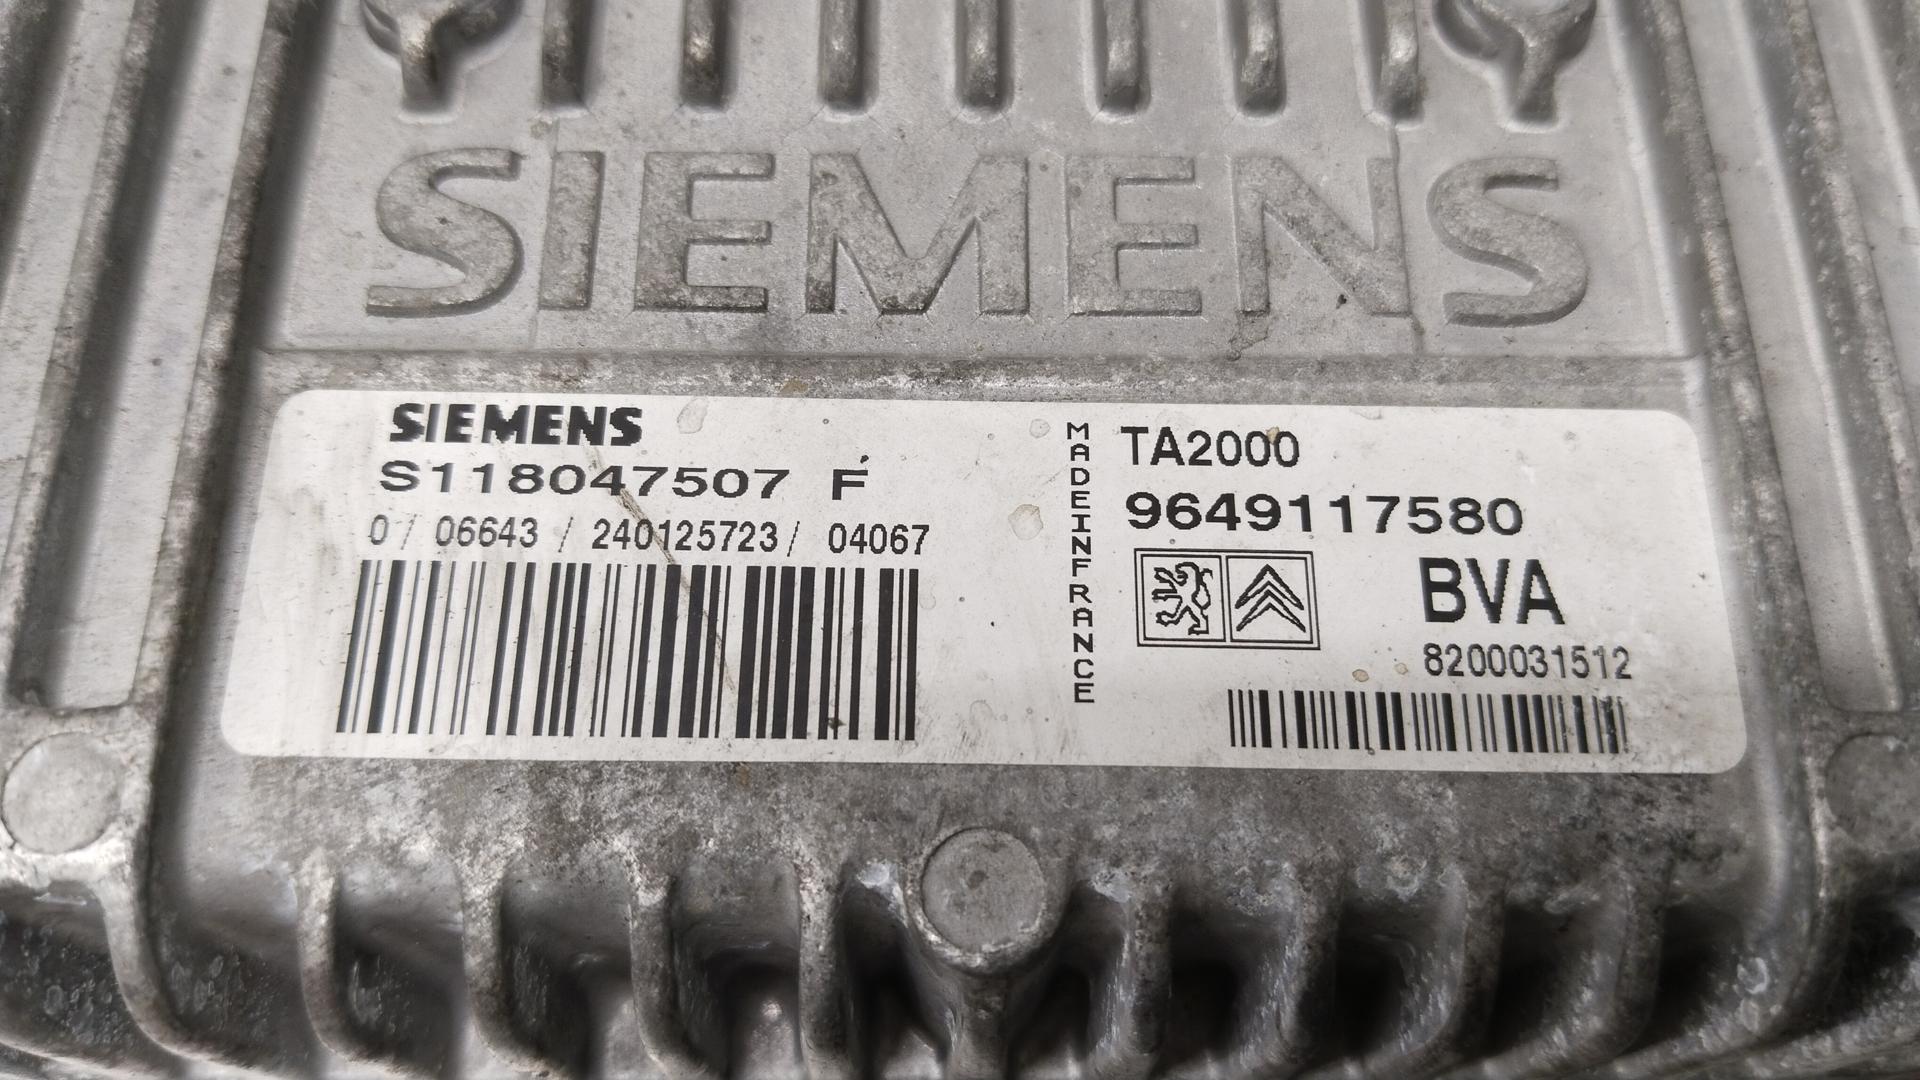 SIEMENS
SIEMENS
S118047507 F
0 / 06643 / 240125723 / 04067
MADE IN FRANCE
TA2000
9649117580
BVA
8200031512